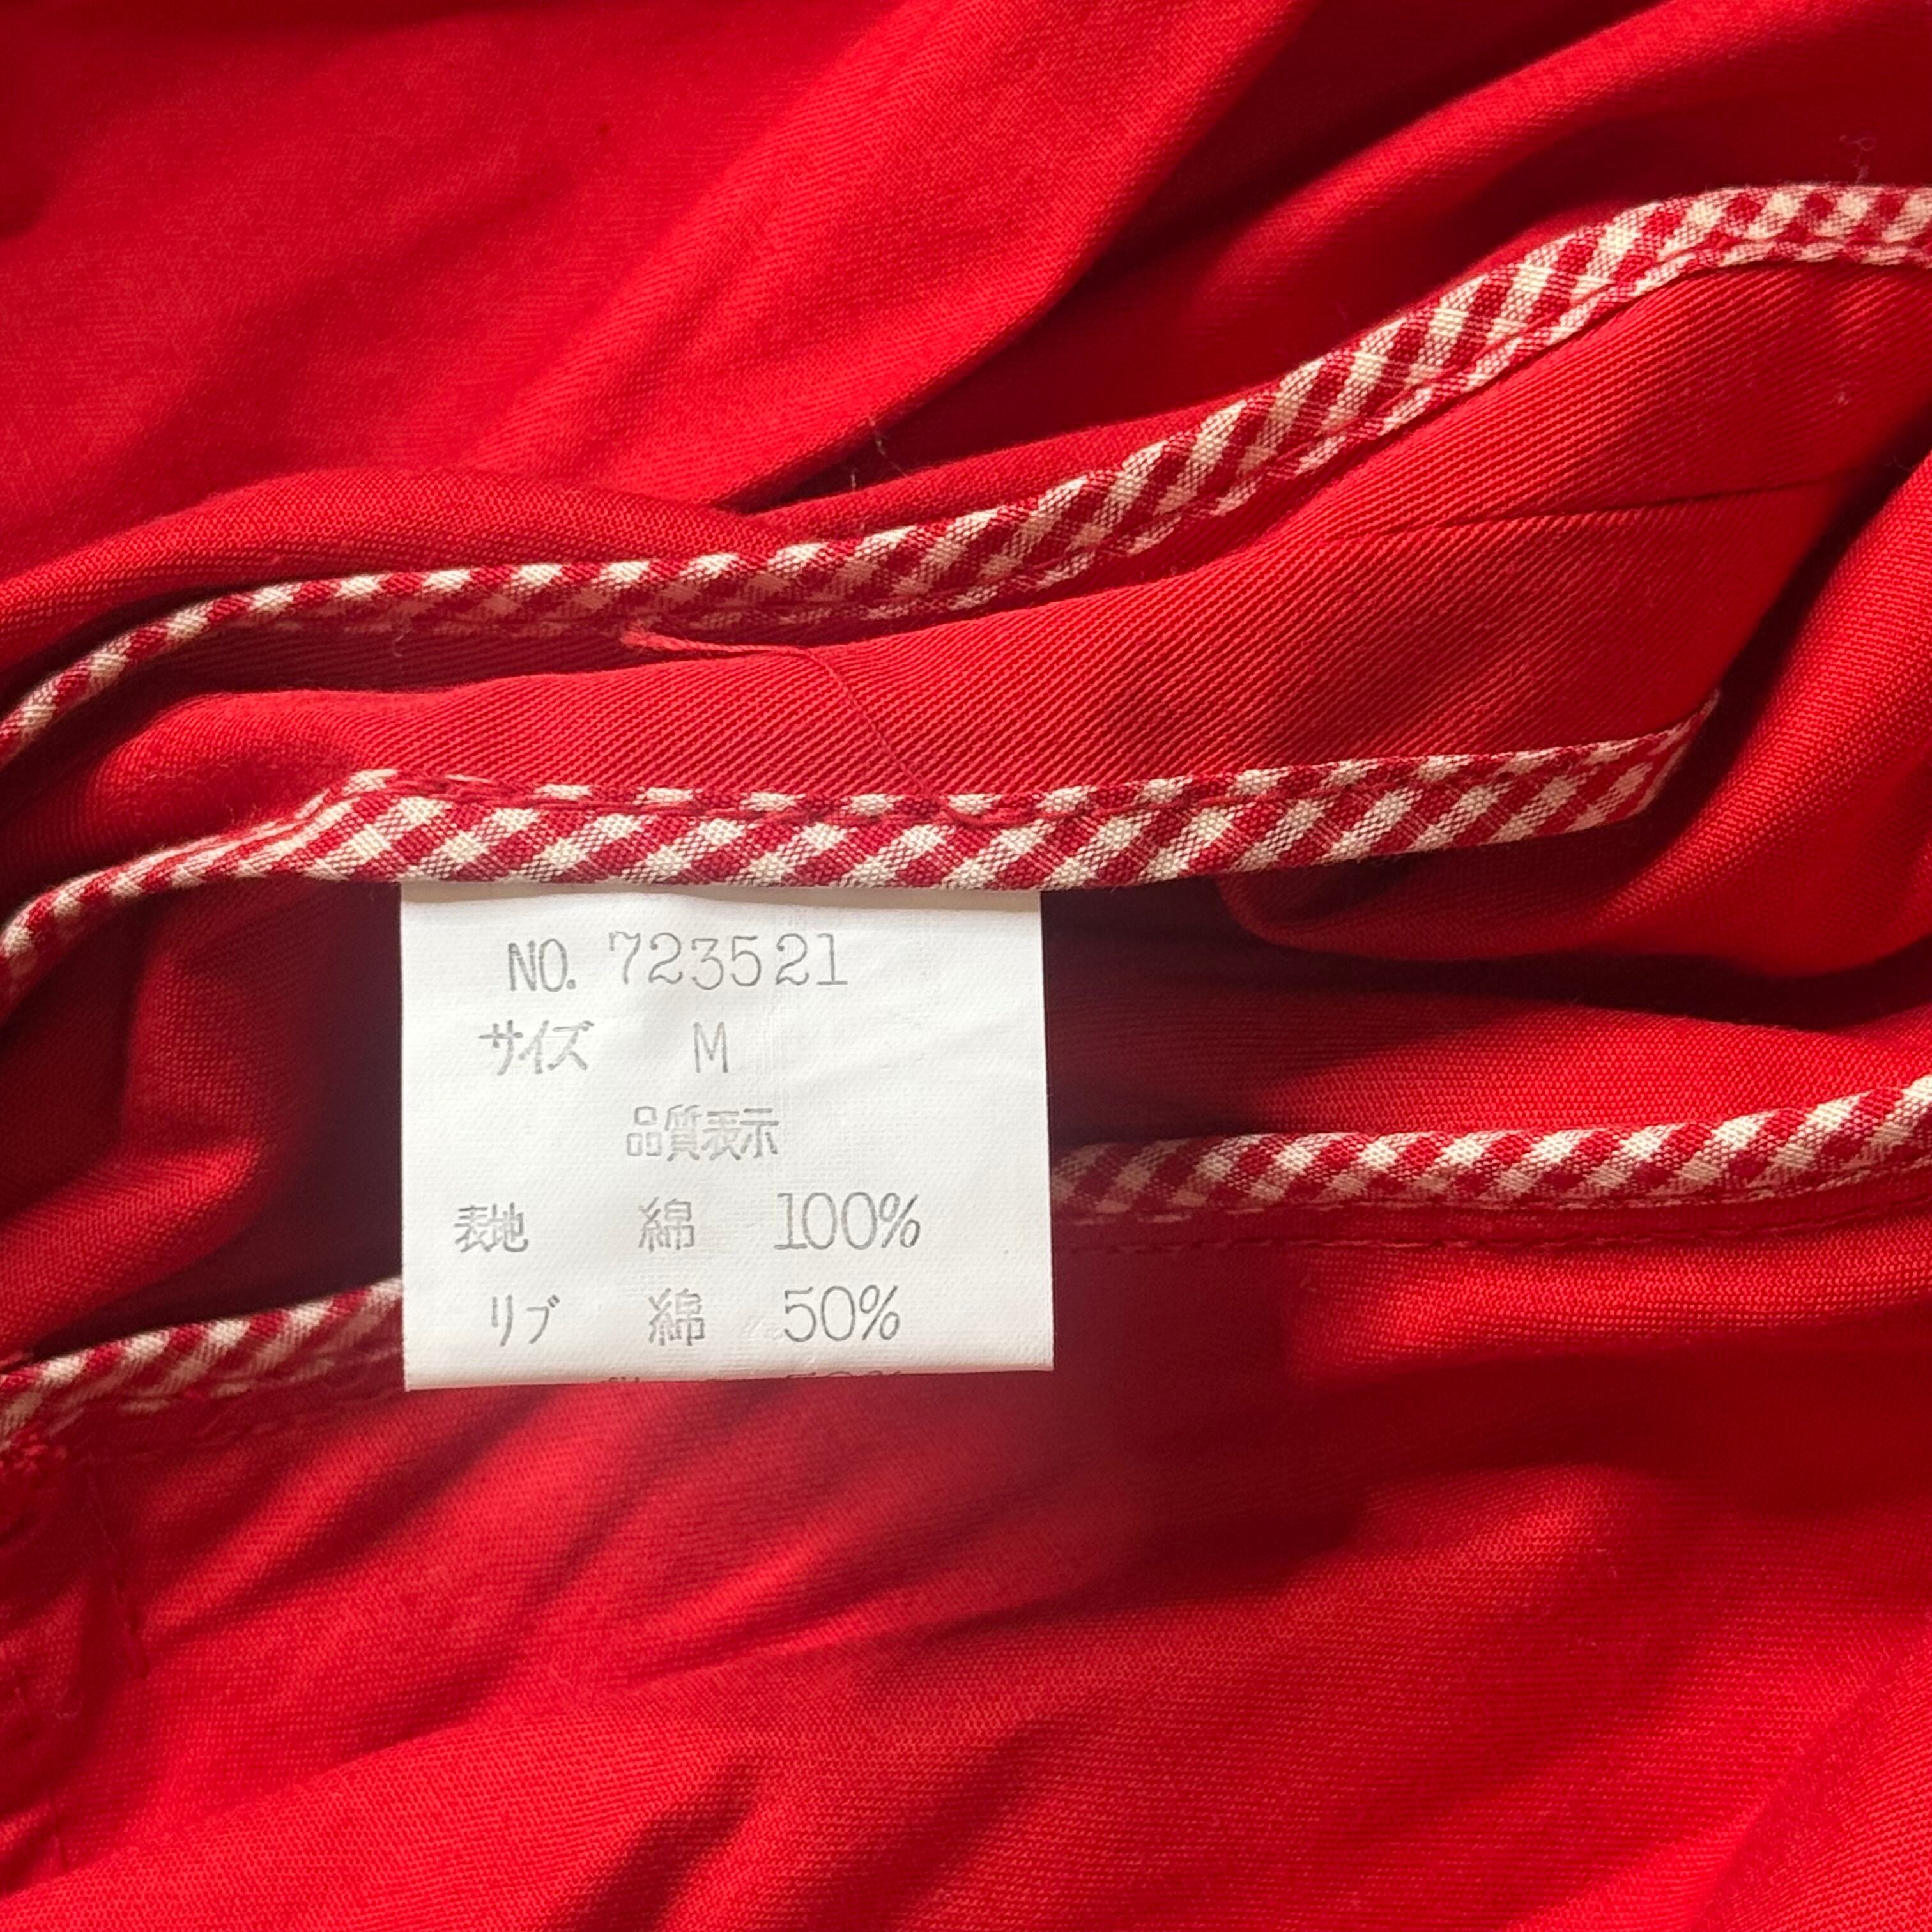 NO. 723521
サイズ M
品質表示
表地 綿 100%
リブ 綿 50%